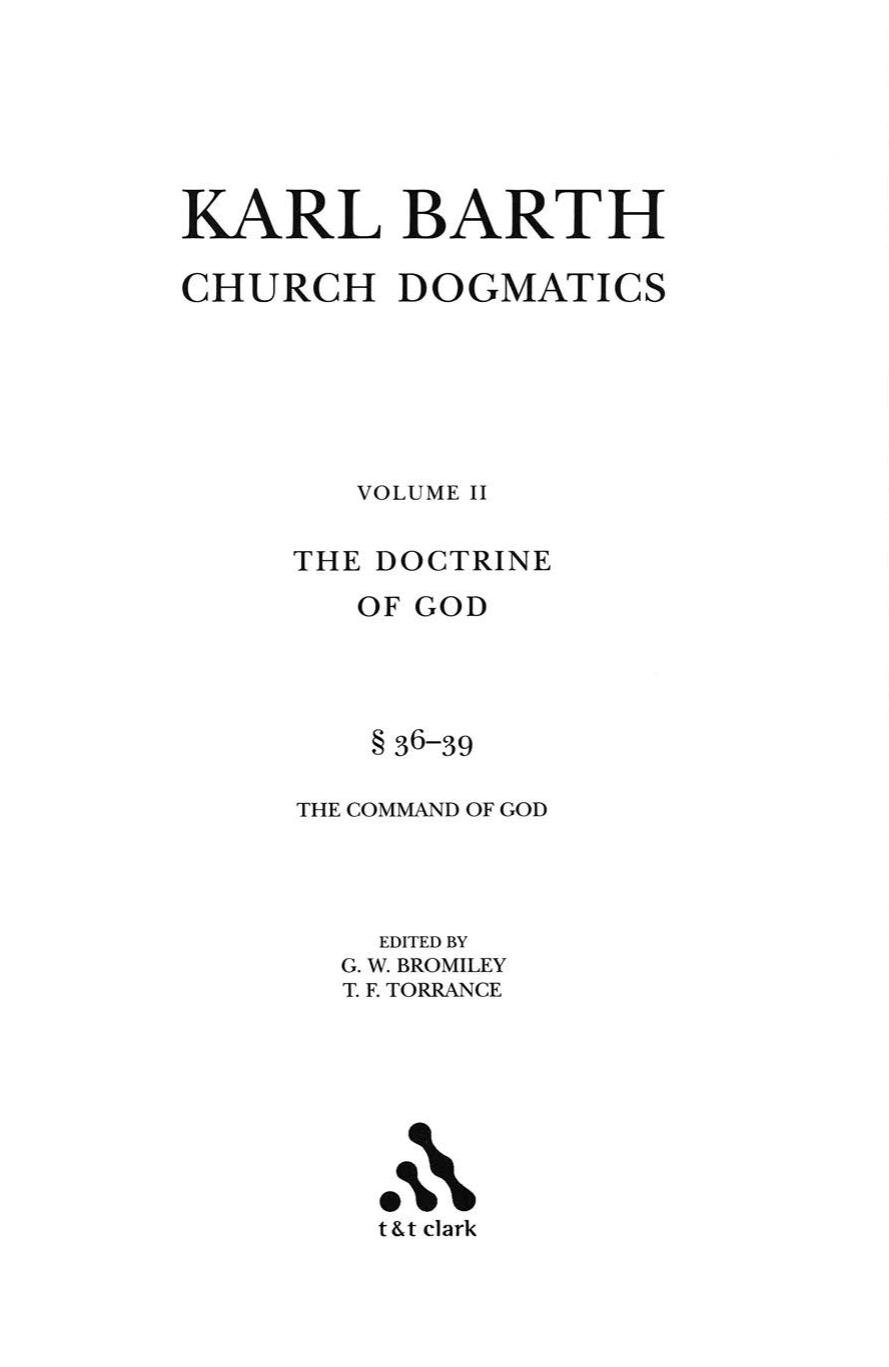 KARL BARTH
CHURCH DOGMATICS
VOLUME II
THE DOCTRINE
OF GOD
§ 36–39
THE COMMAND OF GOD
EDITED BY
G. W. BROMILEY
T. F. TORRANCE
t&t clark